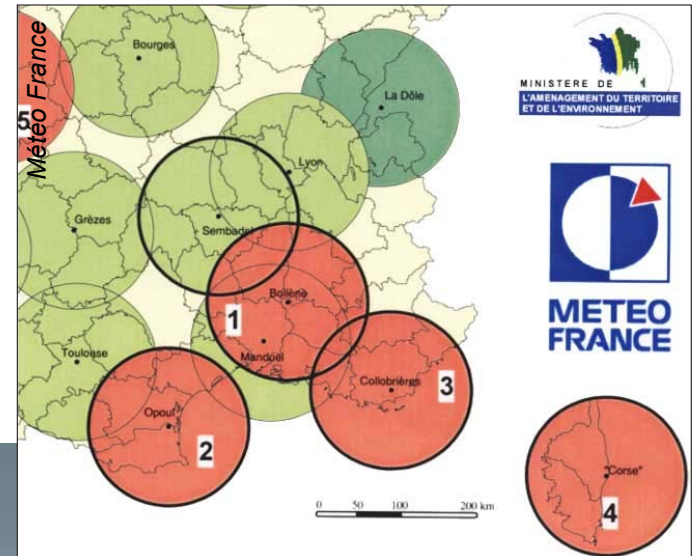 Météo France
Bourges
La Dôle
MINISTERE DE
L'AMENAGEMENT DU TERRITOIRE
ET DE L'ENVIRONNEMENT
5
Lyon
Grèzes
Sembadel
Bollène
1
METEO
FRANCE
Toulouse
Manduel
Collobrières
3
Opoul
2
"Corse"
4
0 50 100 200 km